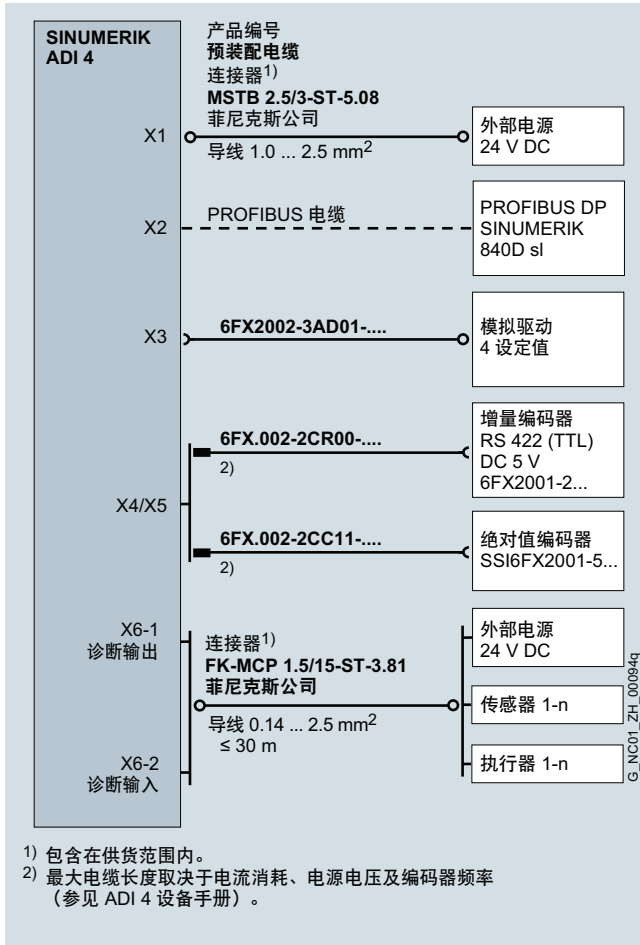 SINUMERIK
ADI 4
产品编号
预装配电缆
连接器1)
MSTB 2.5/3-ST-5.08
菲尼克斯公司
X1
导线 1.0 ... 2.5 mm2
外部电源
24 V DC
X2
PROFIBUS 电缆
PROFIBUS DP
SINUMERIK
840D sl
X3
6FX2002-3AD01-....
模拟驱动
4 设定值
X4/X5
6FX.002-2CR00-....
2)
增量编码器
RS 422 (TTL)
DC 5 V
6FX2001-2...
6FX.002-2CC11-....
2)
绝对值编码器
SSI6FX2001-5...
X6-1
诊断输出
连接器1)
FK-MCP 1.5/15-ST-3.81
菲尼克斯公司
导线 0.14 ... 2.5 mm2
≤ 30 m
X6-2
诊断输入
外部电源
24 V DC
传感器 1-n
执行器 1-n
G_NC01_ZH_00094q
1) 包含在供货范围内。
2) 最大电缆长度取决于电流消耗、电源电压及编码器频率
（参见 ADI 4 设备手册）。